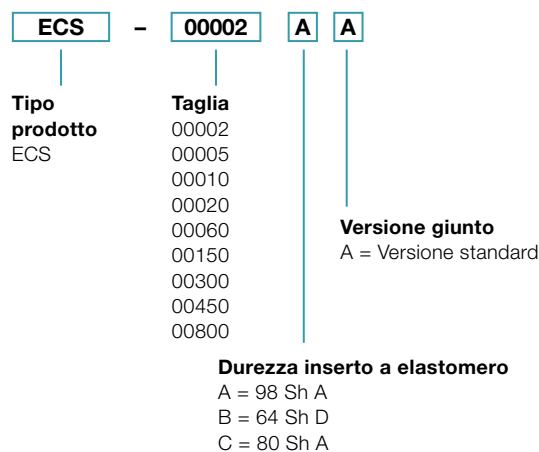 ECS – 00002 A A
Tipo prodotto
ECS
Taglia
00002
00005
00010
00020
00060
00150
00300
00450
00800
Versione giunto
A = Versione standard
Durezza inserto a elastomero
A = 98 Sh A
B = 64 Sh D
C = 80 Sh A